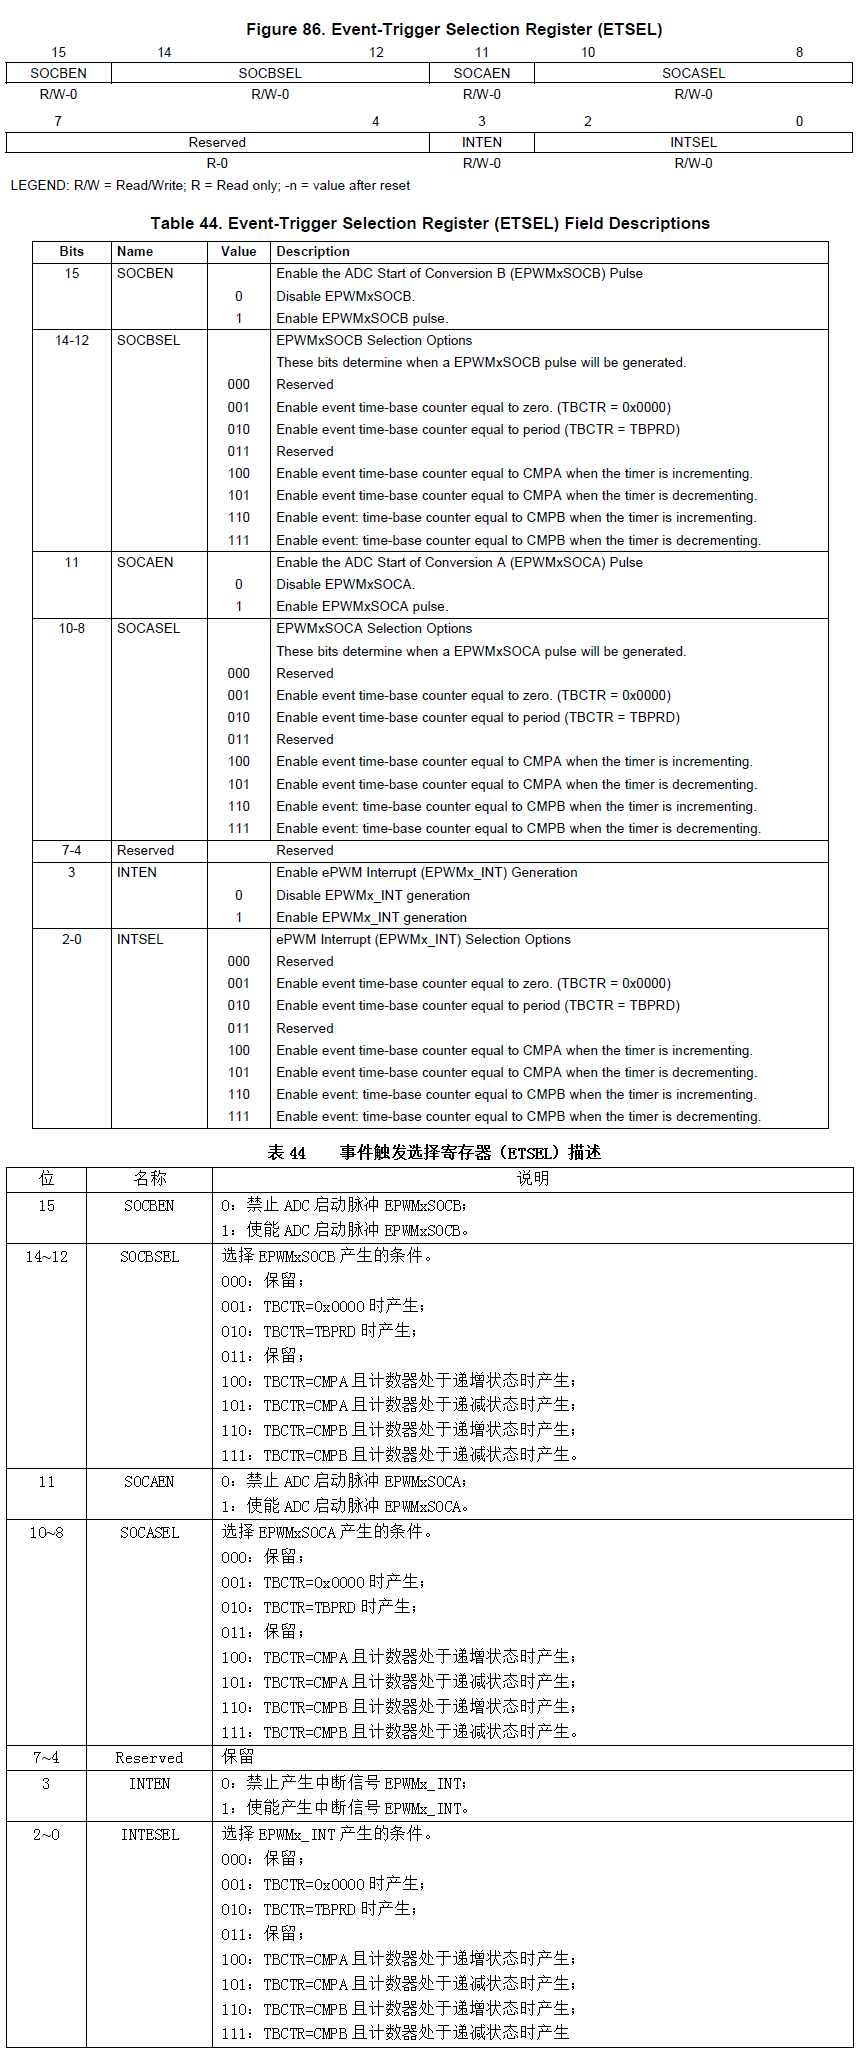 Figure 86. Event-Trigger Selection Register (ETSEL)
15 14 12 11 10 8
SOCBEN SOCBSEL SOCAEN SOCASEL
R/W-0 R/W-0 R/W-0 R/W-0
7 4 3 2 0
Reserved INTEN INTSEL
R-0 R/W-0 R/W-0
LEGEND: R/W = Read/Write; R = Read only; -n = value after reset
Table 44. Event-Trigger Selection Register (ETSEL) Field Descriptions
Bits Name Value Description
15 SOCBEN Enable the ADC Start of Conversion B (EPWMxSOCB) Pulse
0 Disable EPWMxSOCB.
1 Enable EPWMxSOCB pulse.
14-12 SOCBSEL EPWMxSOCB Selection Options
These bits determine when a EPWMxSOCB pulse will be generated.
000 Reserved
001 Enable event time-base counter equal to zero. (TBCTR = 0x0000)
010 Enable event time-base counter equal to period (TBCTR = TBPRD)
011 Reserved
100 Enable event time-base counter equal to CMPA when the timer is incrementing.
101 Enable event time-base counter equal to CMPA when the timer is decrementing.
110 Enable event: time-base counter equal to CMPB when the timer is incrementing.
111 Enable event: time-base counter equal to CMPB when the timer is decrementing.
11 SOCAEN Enable the ADC Start of Conversion A (EPWMxSOCA) Pulse
0 Disable EPWMxSOCA.
1 Enable EPWMxSOCA pulse.
10-8 SOCASEL EPWMxSOCA Selection Options
These bits determine when a EPWMxSOCA pulse will be generated.
000 Reserved
001 Enable event time-base counter equal to zero. (TBCTR = 0x0000)
010 Enable event time-base counter equal to period (TBCTR = TBPRD)
011 Reserved
100 Enable event time-base counter equal to CMPA when the timer is incrementing.
101 Enable event time-base counter equal to CMPA when the timer is decrementing.
110 Enable event: time-base counter equal to CMPB when the timer is incrementing.
111 Enable event: time-base counter equal to CMPB when the timer is decrementing.
7-4 Reserved Reserved
3 INTEN Enable ePWM Interrupt (EPWMx_INT) Generation
0 Disable EPWMx_INT generation
1 Enable EPWMx_INT generation
2-0 INTSEL ePWM Interrupt (EPWMx_INT) Selection Options
000 Reserved
001 Enable event time-base counter equal to zero. (TBCTR = 0x0000)
010 Enable event time-base counter equal to period (TBCTR = TBPRD)
011 Reserved
100 Enable event time-base counter equal to CMPA when the timer is incrementing.
101 Enable event time-base counter equal to CMPA when the timer is decrementing.
110 Enable event: time-base counter equal to CMPB when the timer is incrementing.
111 Enable event: time-base counter equal to CMPB when the timer is decrementing.
表 44 事件触发选择寄存器（ETSEL）描述
位 名称 说明
15 SOCBEN 0：禁止 ADC 启动脉冲 EPWMxSOCB；
1：使能 ADC 启动脉冲 EPWMxSOCB。
14~12 SOCBSEL 选择 EPWMxSOCB 产生的条件。
000：保留；
001：TBCTR=0x0000 时产生；
010：TBCTR=TBPRD 时产生；
011：保留；
100：TBCTR=CMPA 且计数器处于递增状态时产生；
101：TBCTR=CMPA 且计数器处于递减状态时产生；
110：TBCTR=CMPB 且计数器处于递增状态时产生；
111：TBCTR=CMPB 且计数器处于递减状态时产生。
11 SOCAEN 0：禁止 ADC 启动脉冲 EPWMxSOCA；
1：使能 ADC 启动脉冲 EPWMxSOCA。
10~8 SOCASEL 选择 EPWMxSOCA 产生的条件。
000：保留；
001：TBCTR=0x0000 时产生；
010：TBCTR=TBPRD 时产生；
011：保留；
100：TBCTR=CMPA 且计数器处于递增状态时产生；
101：TBCTR=CMPA 且计数器处于递减状态时产生；
110：TBCTR=CMPB 且计数器处于递增状态时产生；
111：TBCTR=CMPB 且计数器处于递减状态时产生。
7~4 Reserved 保留
3 INTEN 0：禁止产生中断信号 EPWMx_INT；
1：使能产生中断信号 EPWMx_INT。
2~0 INTESEL 选择 EPWMx_INT 产生的条件。
000：保留；
001：TBCTR=0x0000 时产生；
010：TBCTR=TBPRD 时产生；
011：保留；
100：TBCTR=CMPA 且计数器处于递增状态时产生；
101：TBCTR=CMPA 且计数器处于递减状态时产生；
110：TBCTR=CMPB 且计数器处于递增状态时产生；
111：TBCTR=CMPB 且计数器处于递减状态时产生